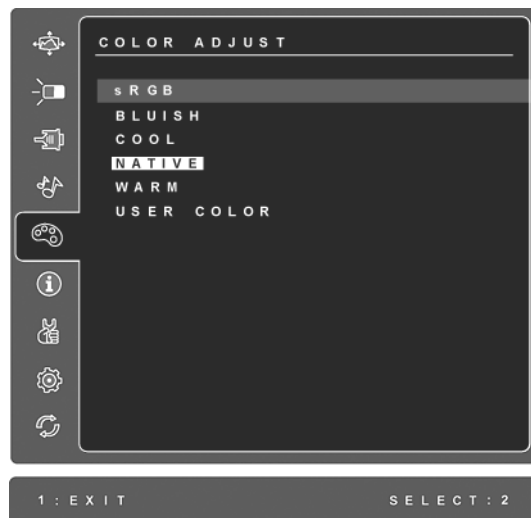 COLOR ADJUST
sRGB
BLUISH
COOL
NATIVE
WARM
USER COLOR
1:EXIT SELECT:2